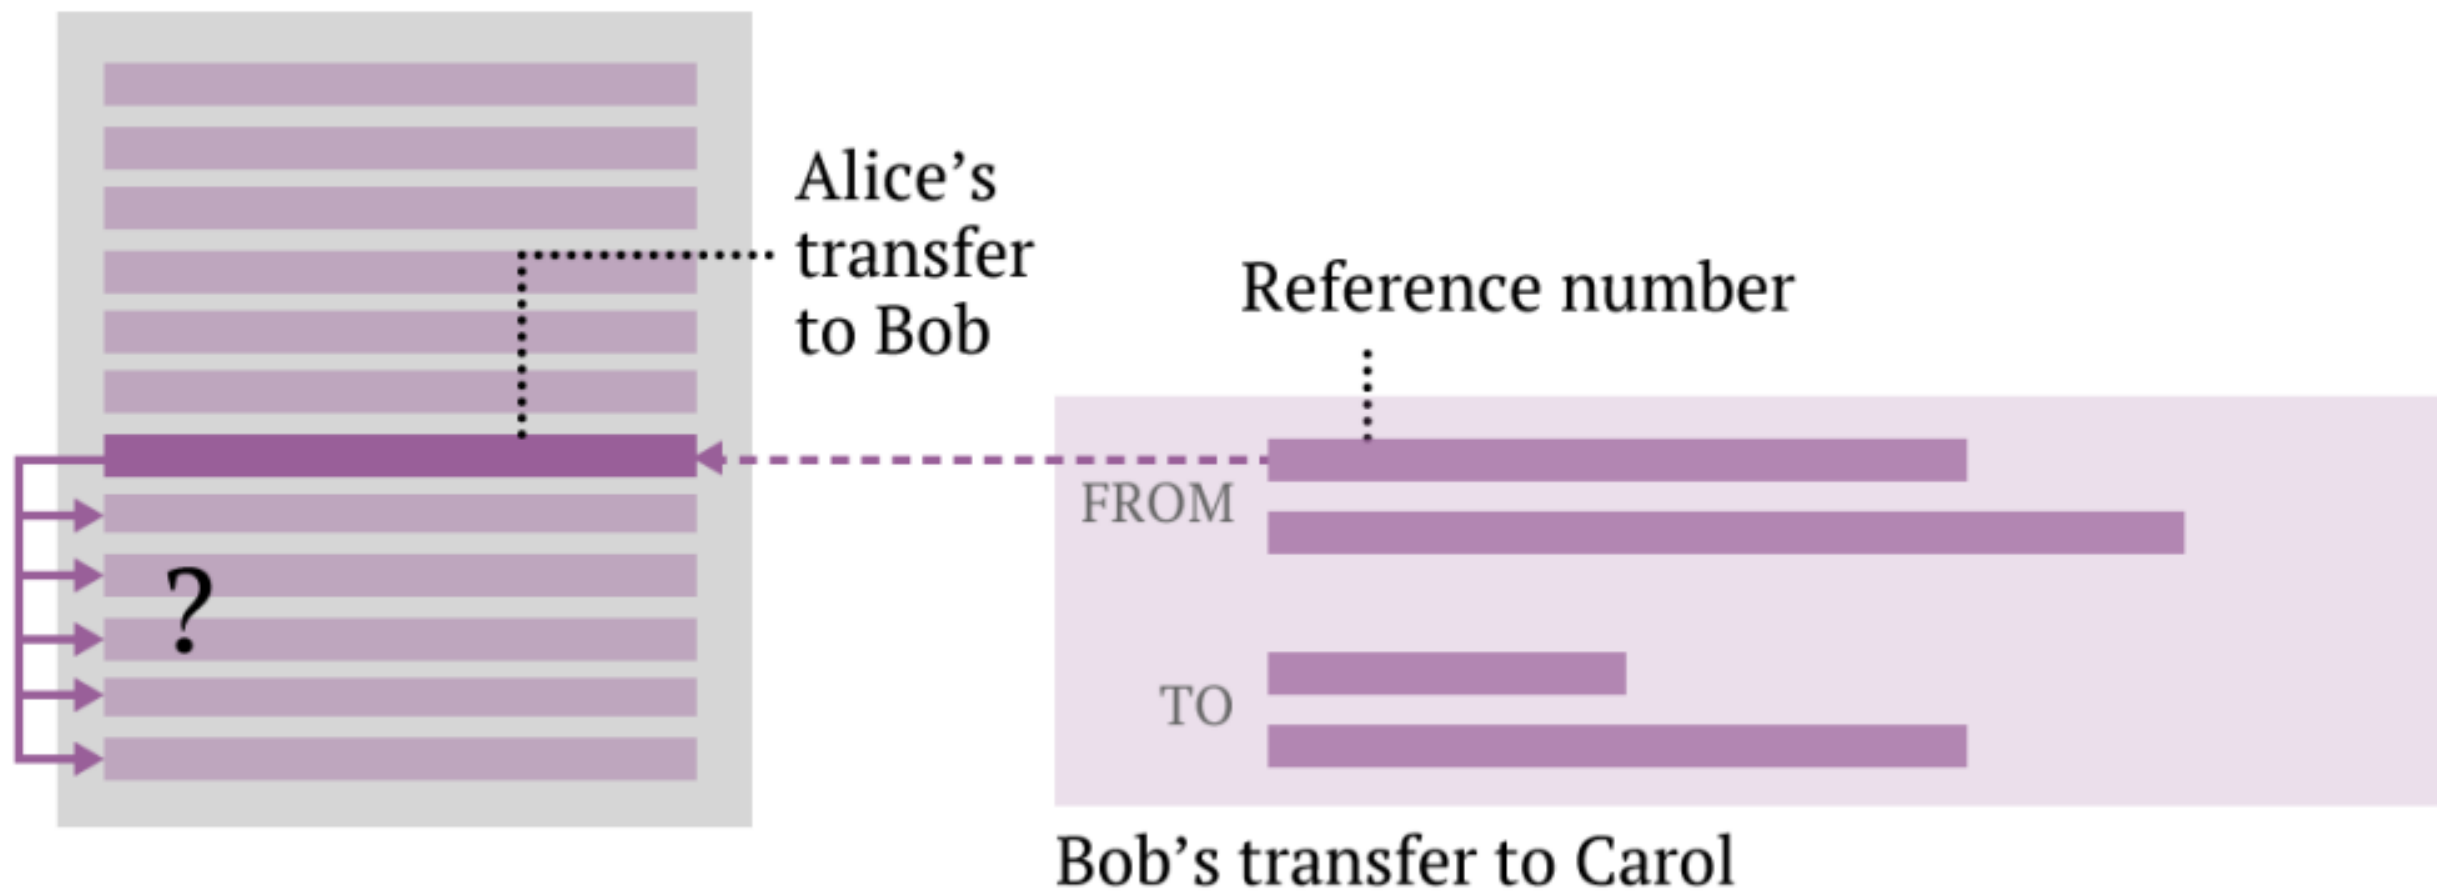 Alice’s
transfer
to Bob
Reference number
FROM
?
TO
Bob’s transfer to Carol